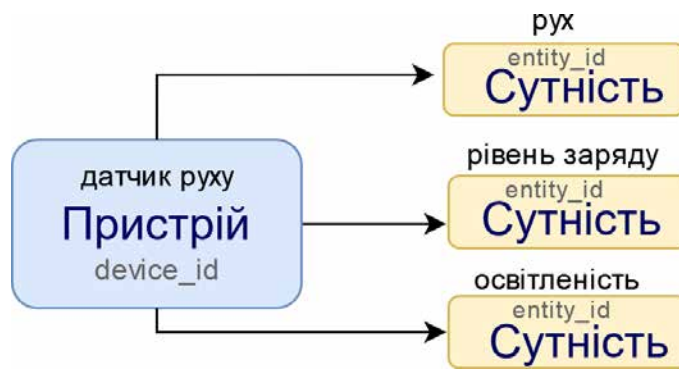 рух
entity_id
Сутність
датчик руху
Пристрій
device_id
рівень заряду
entity_id
Сутність
освітленість
entity_id
Сутність